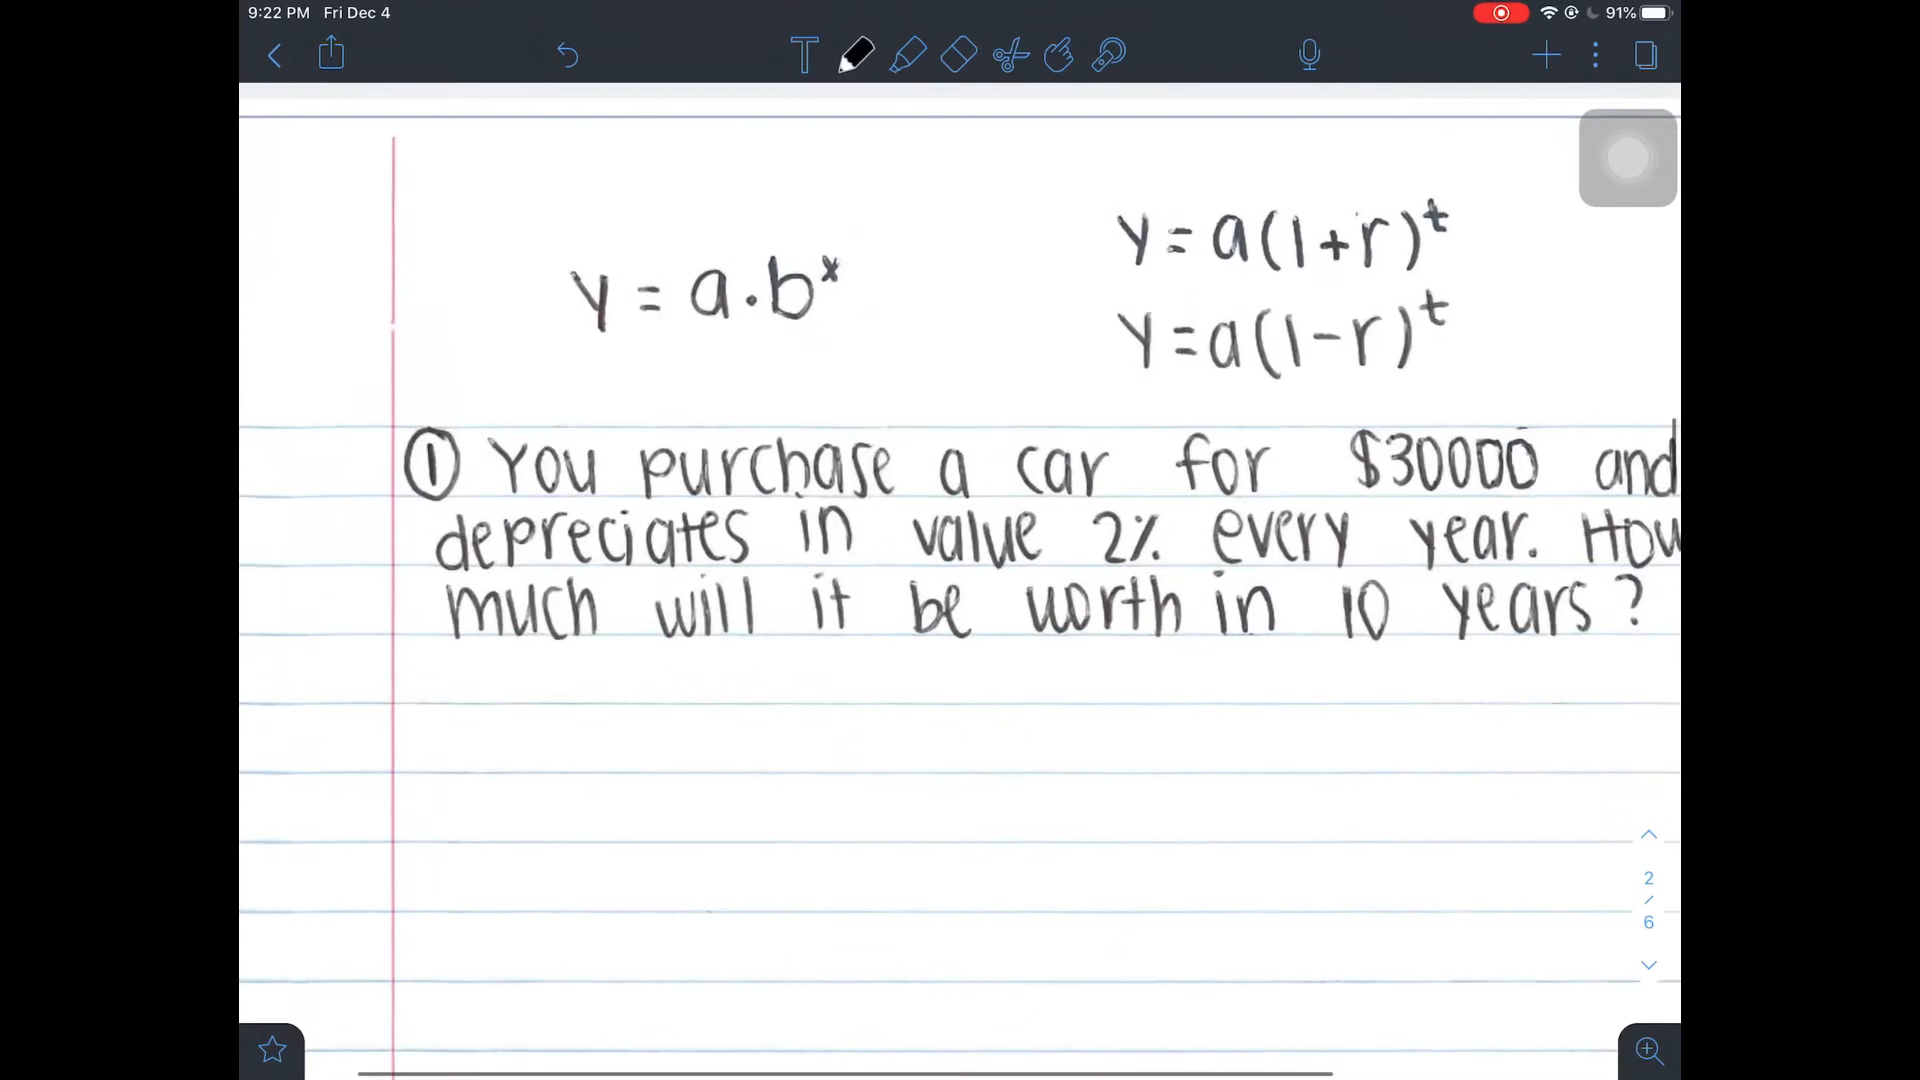 9:22 PM Fri Dec 4
91%
y = a·b^x
y = a(1+r)^t
y = a(1-r)^t
① You purchase a car for $30000 and
depreciates in value 2% every year. How
much will it be worth in 10 years?
2
/
6